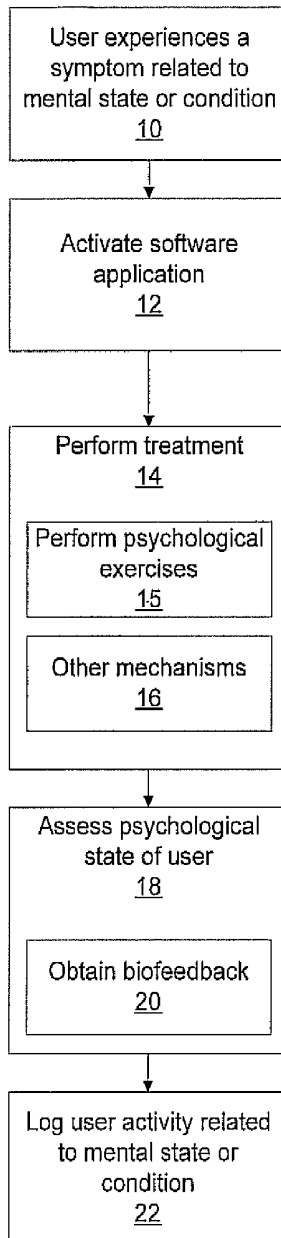 User experiences a
symptom related to
mental state or condition
10
Activate software
application
12
Perform treatment
14
Perform psychological
exercises
15
Other mechanisms
16
Assess psychological
state of user
18
Obtain biofeedback
20
Log user activity related
to mental state or
condition
22